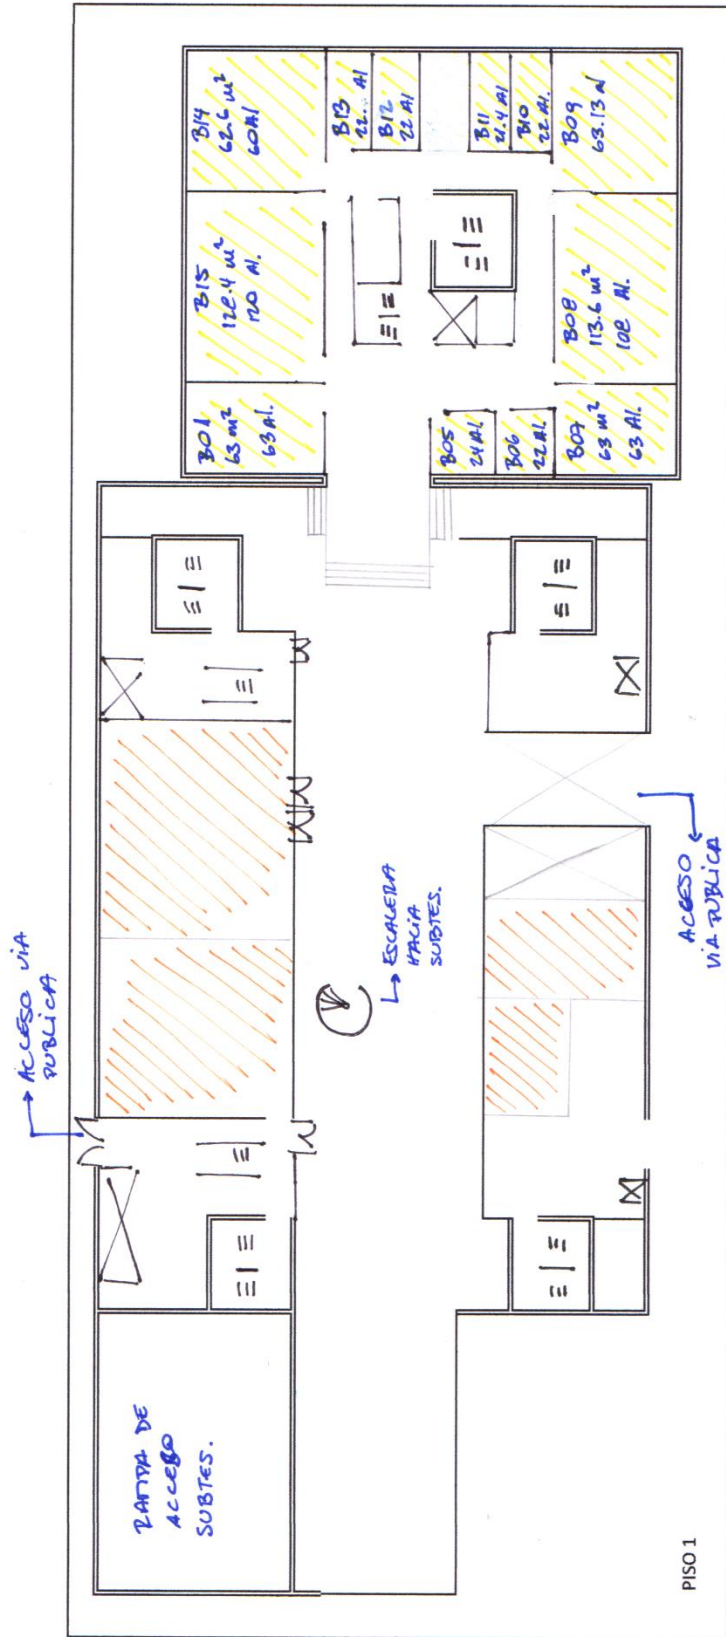 → ACCESO VIA
PUBLICA
RAMPA DE
ACCESO
SUBTES.
→ ESCALERA
HACIA
SUBTES.
ACCESO
VIA PUBLICA
B01
63 m²
63 Al.
B15
122.4 m²
120 Al.
B14
62.6 m²
60 Al
B13
Al
B12
22 Al
B11
21.4 Al
B10
22 Al.
B09
63.13
B08
113.6 m²
102 Al.
B05
24 Al.
B06
22 Al.
B07
63 m²
63 Al.
PISO 1